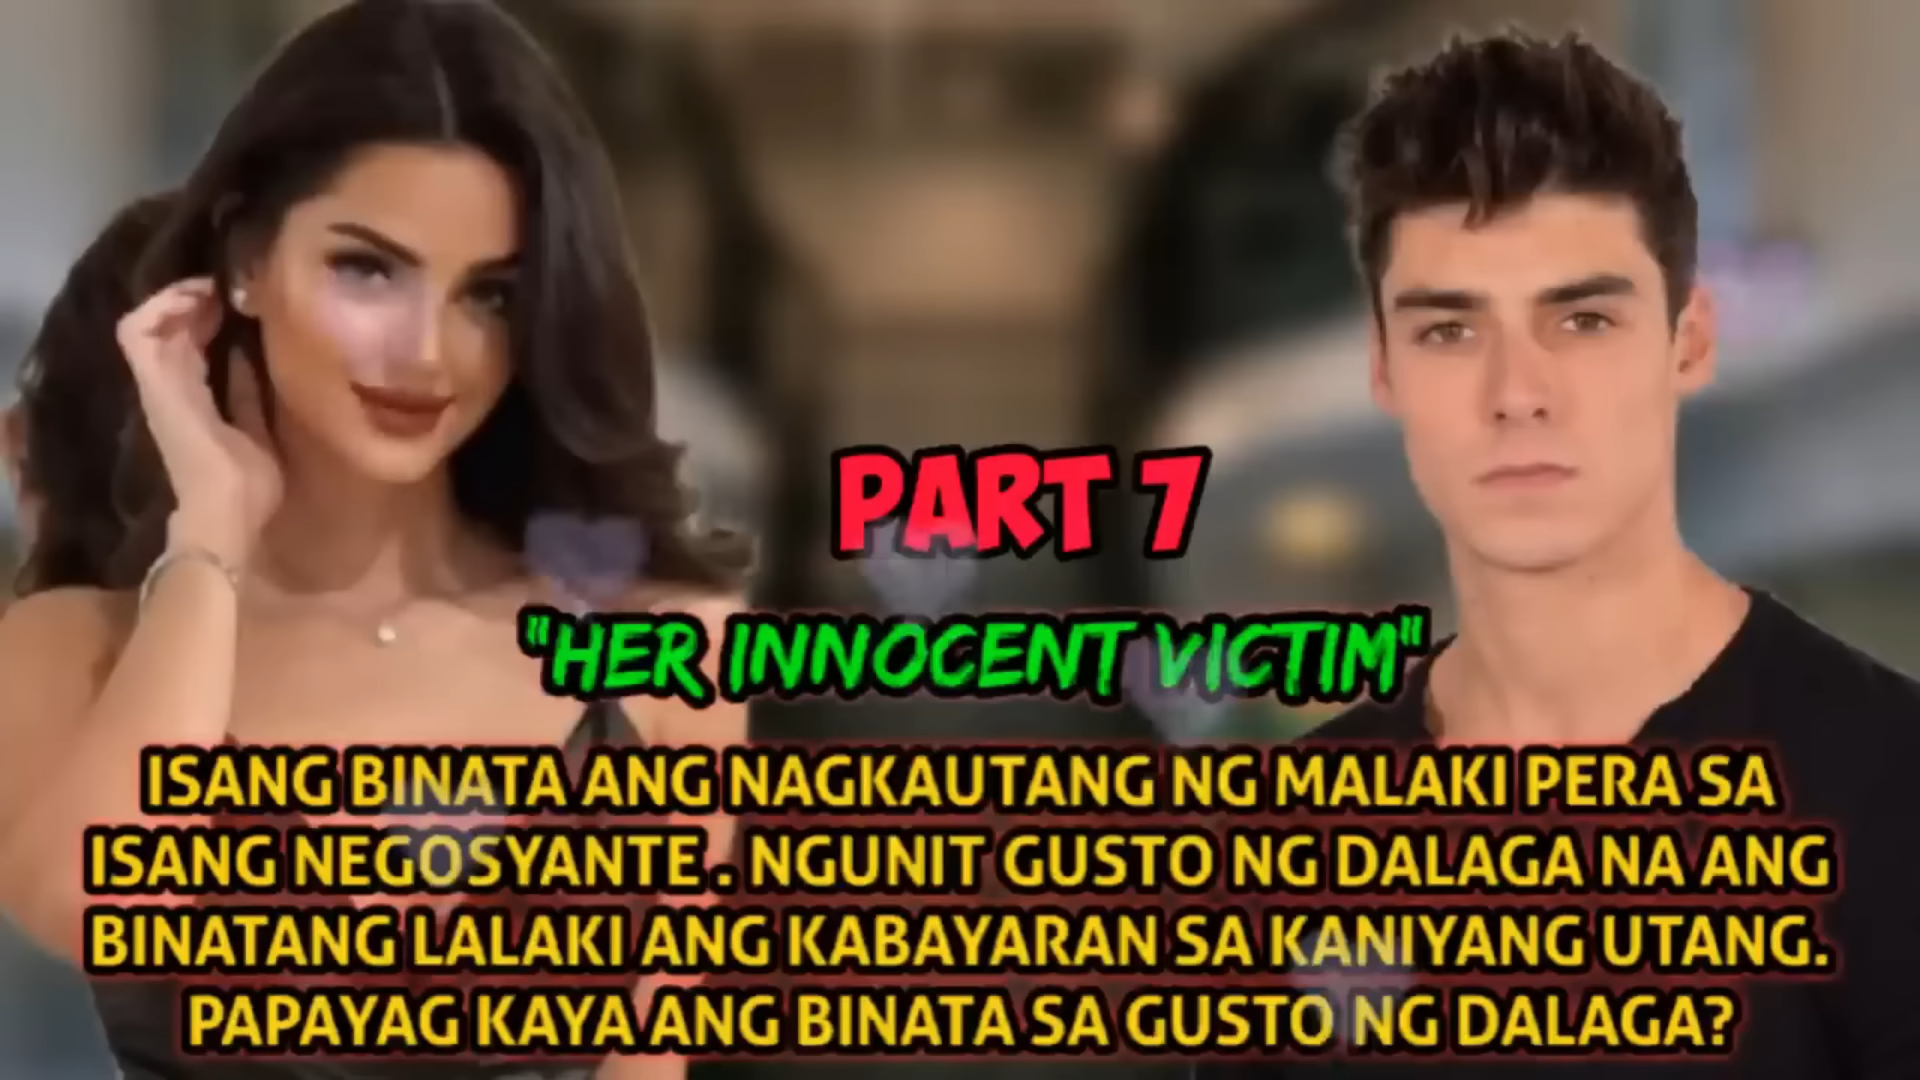 PART 7
"HER INNOCENT VICTIM"
ISANG BINATA ANG NAGKAUTANG NG MALAKI PERA SA
ISANG NEGOSYANTE. NGUNIT GUSTO NG DALAGA NA ANG
BINATANG LALAKI ANG KABAYARAN SA KANIYANG UTANG.
PAPAYAG KAYA ANG BINATA SA GUSTO NG DALAGA?